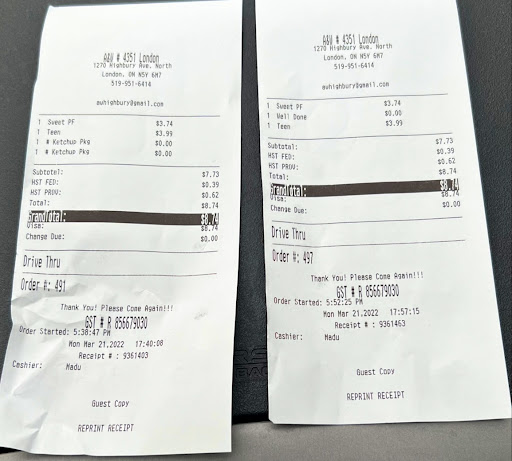 A&W # 4351 London
1270 Highbury Ave. North
London, ON N5Y 6M7
519-951-6414
awhighbury@gmail.com
1 Sweet PF $3.74
1 Teen $3.99
1 # Ketchup Pkg $0.00
1 # Ketchup Pkg $0.00
Subtotal: $7.73
HST FED: $0.39
HST PROV: $0.62
Total: $8.74
GrandTotal: $8.74
Visa: $8.74
Change Due: $0.00
Drive Thru
Order #: 491
Thank You! Please Come Again!!!
GST # R 856679030
Order Started: 5:38:47 PM
Mon Mar 21,2022 17:40:08
Receipt # : 9361403
Cashier: Madu
Guest Copy
REPRINT RECEIPT
A&W # 4351 London
1270 Highbury Ave. North
London, ON N5Y 6M7
519-951-6414
awhighbury@gmail.com
1 Sweet PF $3.74
1 Well Done $0.00
1 Teen $3.99
Subtotal: $7.73
HST FED: $0.39
HST PROV: $0.62
Total: $8.74
GrandTotal: $8.74
Visa: $8.74
Change Due: $0.00
Drive Thru
Order #: 497
Thank You! Please Come Again!!!
GST # R 856679030
Order Started: 5:52:25 PM
Mon Mar 21,2022 17:57:15
Receipt # : 9361463
Cashier: Madu
Guest Copy
REPRINT RECEIPT